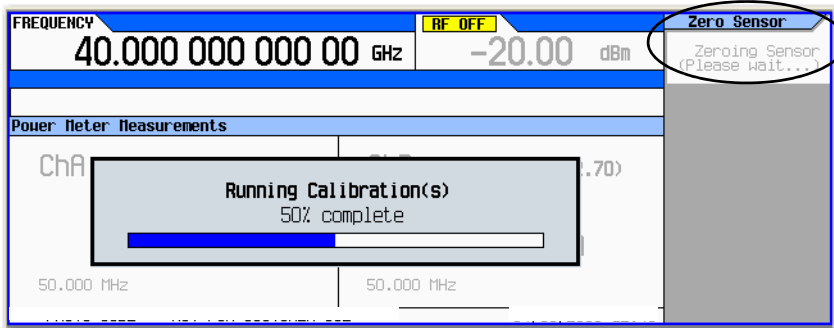 FREQUENCY
RF OFF
Zero Sensor
40.000 000 000 00 GHz
-20.00 dBm
Zeroing Sensor
(Please wait...)
Power Meter Measurements
ChA
.70)
Running Calibration(s)
50% complete
50.000 MHz
50.000 MHz